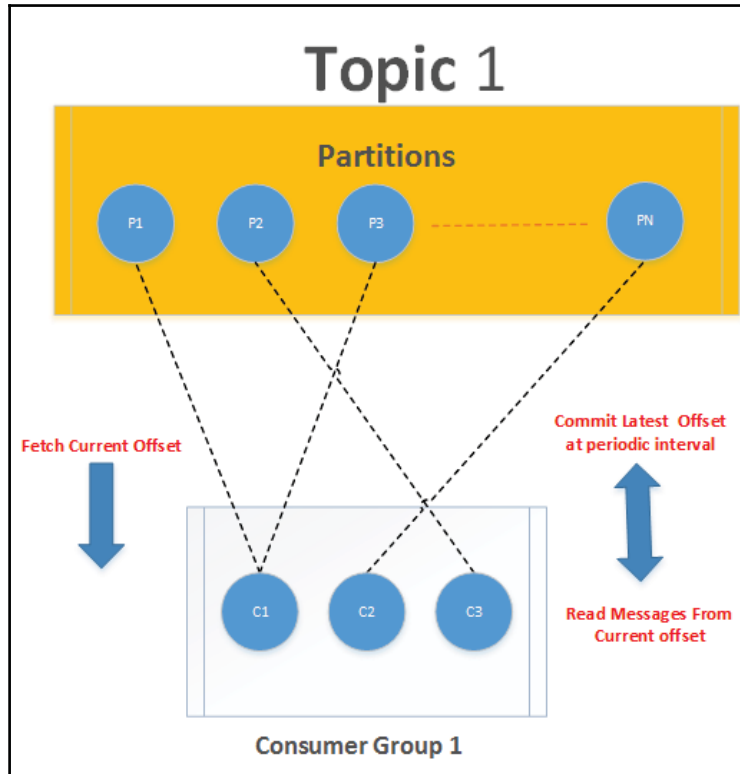 Topic 1
Partitions
P1
P2
P3
PN
Fetch Current Offset
Commit Latest Offset
at periodic interval
Read Messages From
Current offset
C1
C2
C3
Consumer Group 1